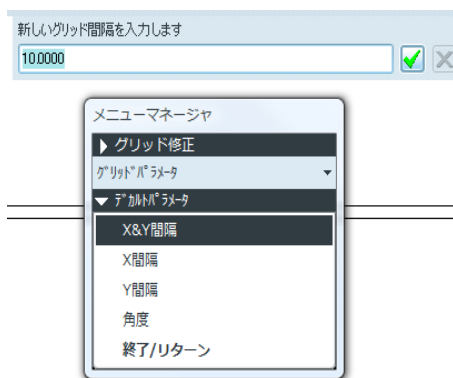 新しいグリッド間隔を入力します
10.0000
メニューマネージャ
グリッド修正
ｸﾞﾘｯﾄﾞﾊﾟﾗﾒｰﾀ
ﾃﾞｶﾙﾄﾊﾟﾗﾒｰﾀ
X&Y間隔
X間隔
Y間隔
角度
終了/リターン